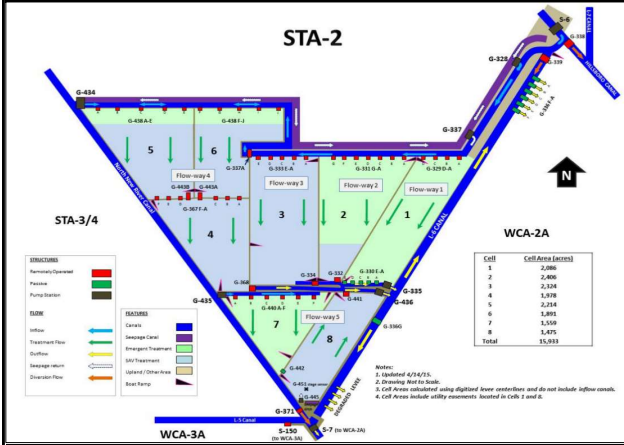 STA-2
L-7 CANAL
S-6
G-338
HILLSBORO CANAL
G-339
G-328
G-336 F-A
G-434
G-438 A-E
G-438 F-J
G-337
G-337A
5
6
G-333 E-A
G-331 G-A
G-329 D-A
Flow-way 4
G-443B
G-443A
Flow-way 3
Flow-way 2
Flow-way 1
G-367 F-A
North New River Canal
STA-3/4
4
3
2
1
L-6 CANAL
N
WCA-2A
Cell
Cell Area (acres)
1 2,086
2 2,406
3 2,324
4 1,978
5 2,214
6 1,891
7 1,559
8 1,475
Total 15,933
G-368
G-334
G-332
G-330 E-A
G-335
G-436
G-435
G-441
G-440 A-F
Flow-way 5
7
8
G-336G
G-442
G-445
DEGRADED LEVEE
G-371
L-5 Canal
S-150
(to WCA-3A)
S-7 (to WCA-2A)
WCA-3A
STRUCTURES
Remotely Operated
Passive
Pump Station
FLOW
Inflow
Treatment Flow
Outflow
Seepage return
Diversion Flow
FEATURES
Canals
Seepage Canal
Emergent Treatment
SAV Treatment
Upland / Other Area
Boat Ramp
Notes:
1. Updated 4/14/15.
2. Drawing Not to Scale.
3. Cell Areas calculated using digitized levee centerlines and do not include inflow canals.
4. Cell Areas include utility easements located in Cells 1 and 8.